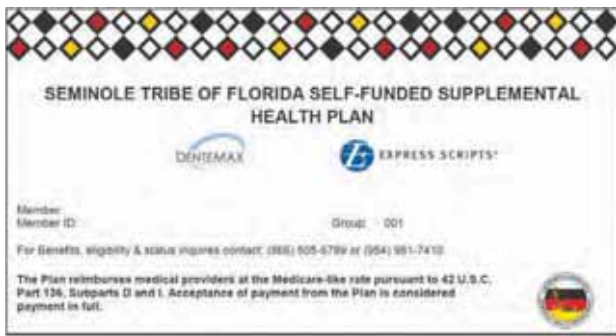 SEMINOLE TRIBE OF FLORIDA SELF-FUNDED SUPPLEMENTAL
HEALTH PLAN
DENTEMAX
EXPRESS SCRIPTS®
Member:
Member ID:
Group: 001
For Benefits, eligibility & status inquires contact: (866) 505-6789 or (954) 981-7410
The Plan reimburses medical providers at the Medicare-like rate pursuant to 42 U.S.C.
Part 136, Subparts D and I. Acceptance of payment from the Plan is considered
payment in full.